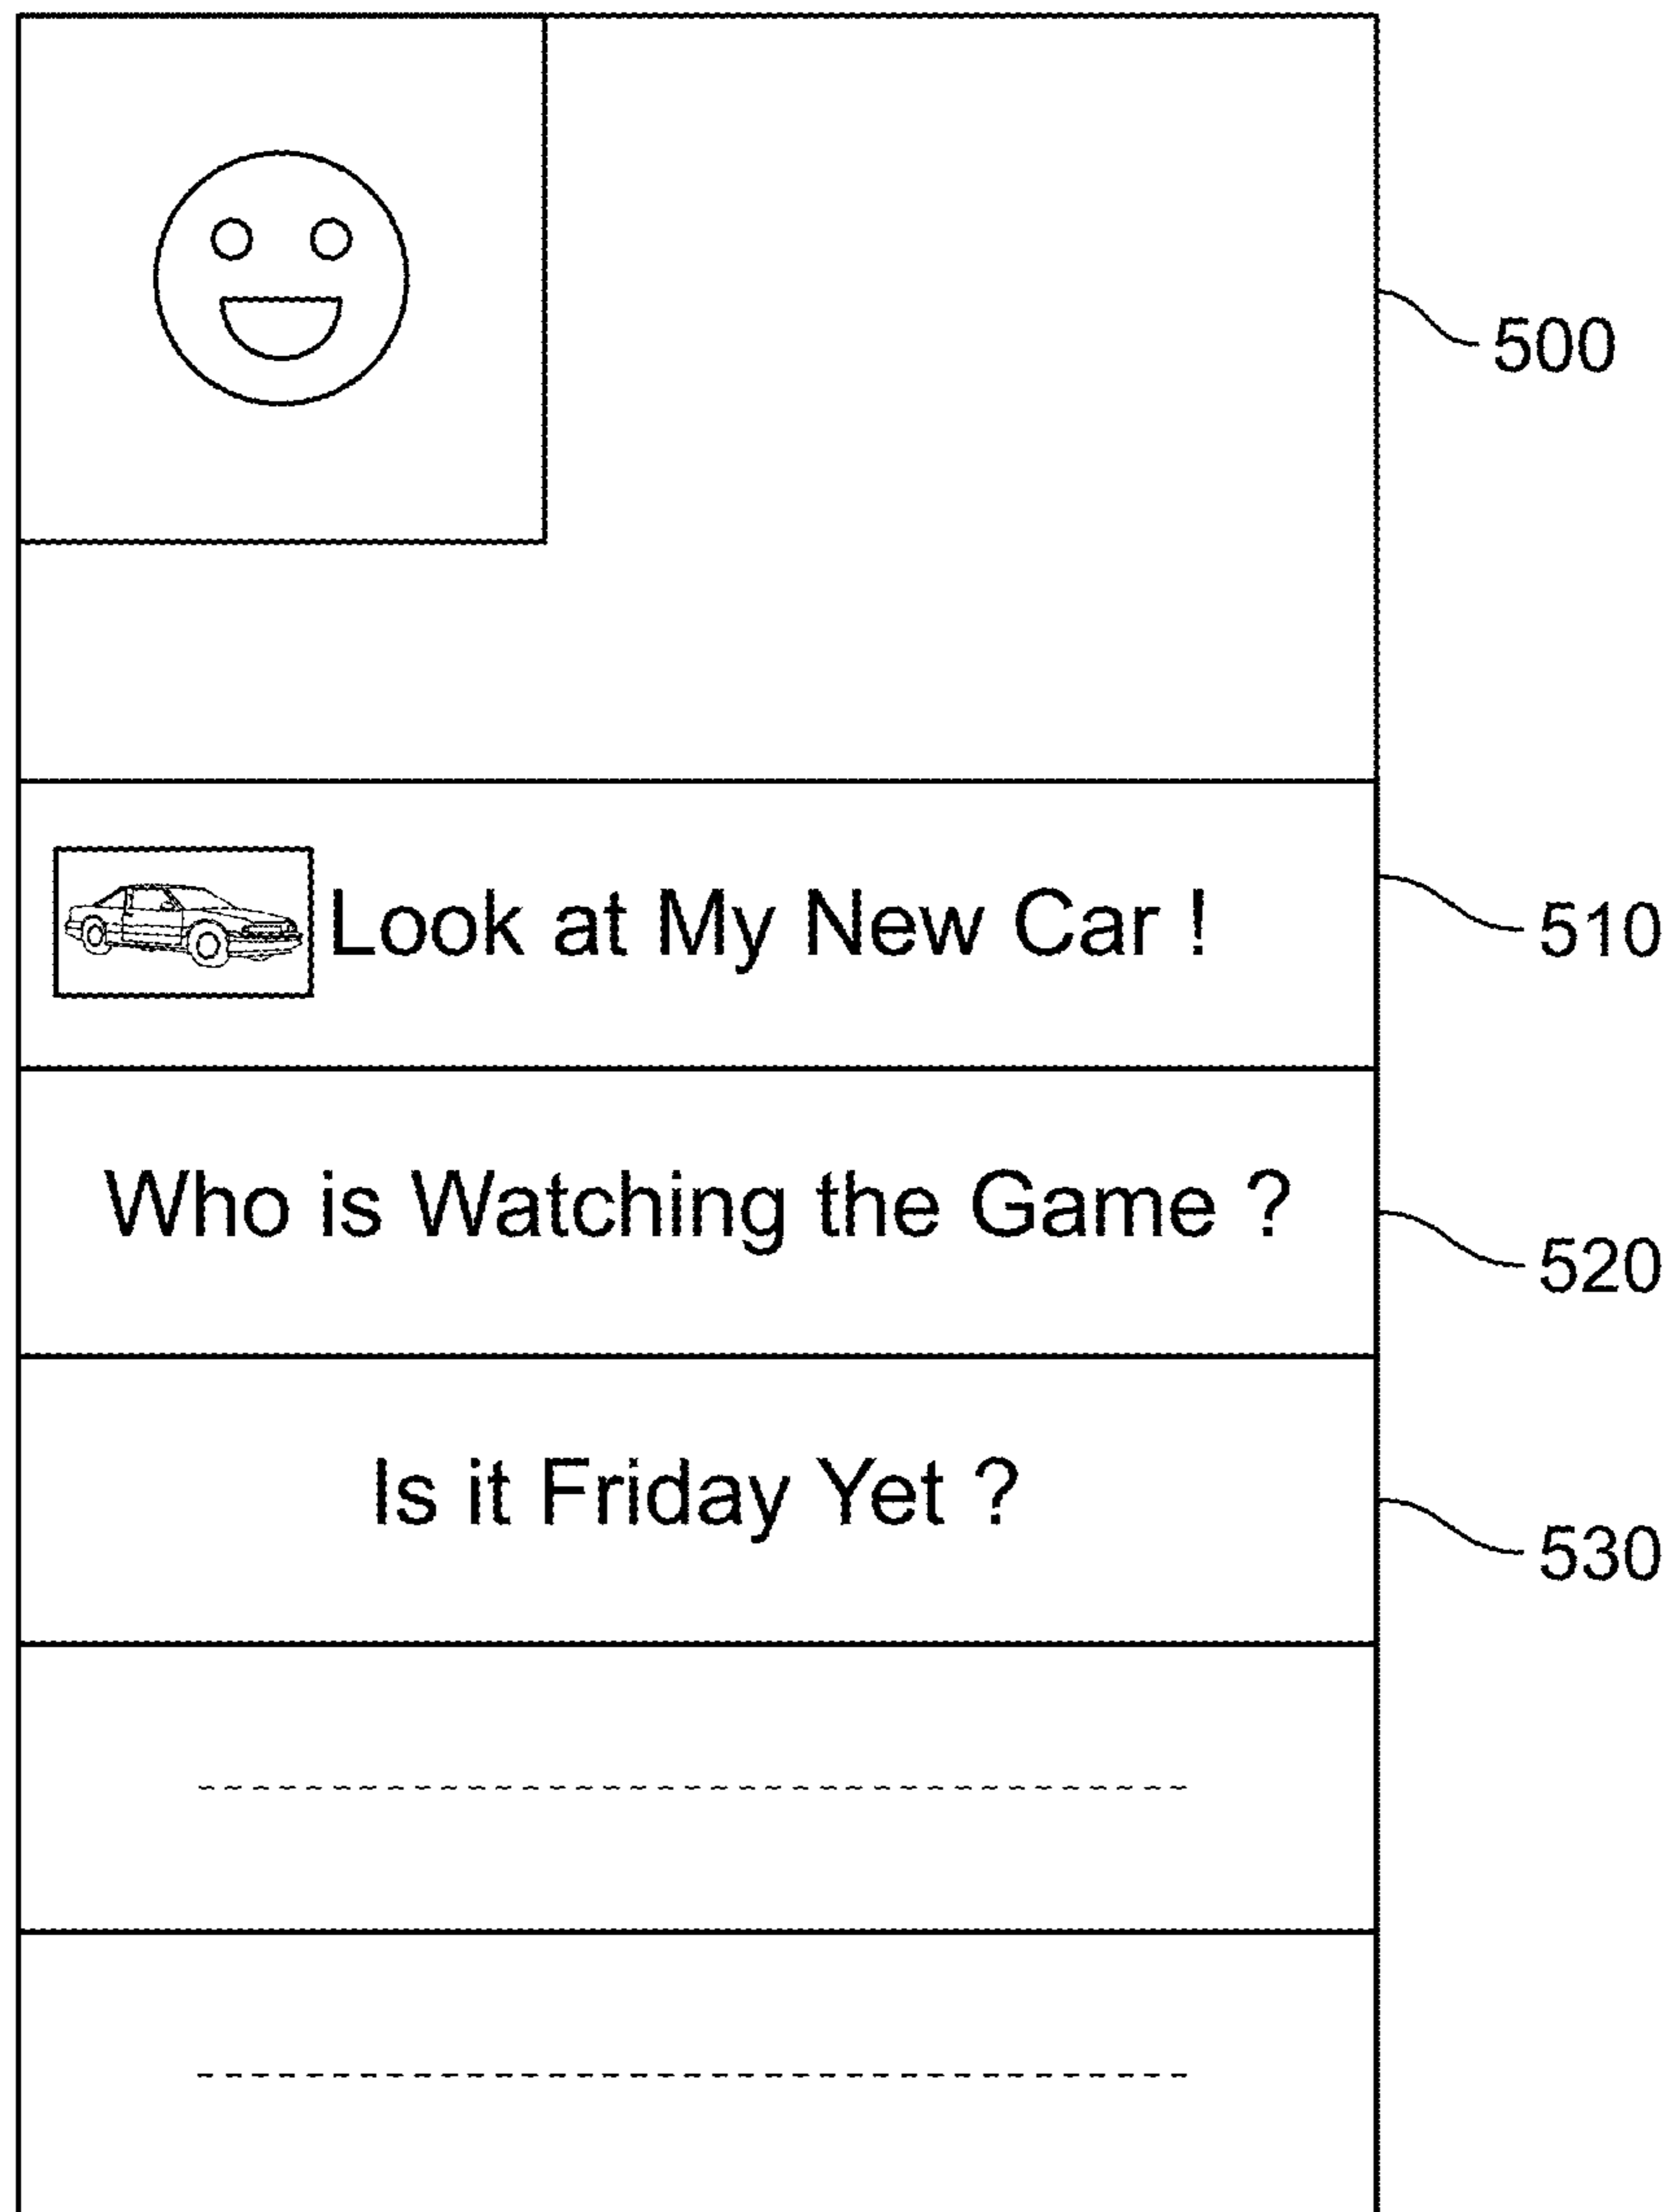 500
Look at My New Car !
510
Who is Watching the Game ?
520
Is it Friday Yet ?
530